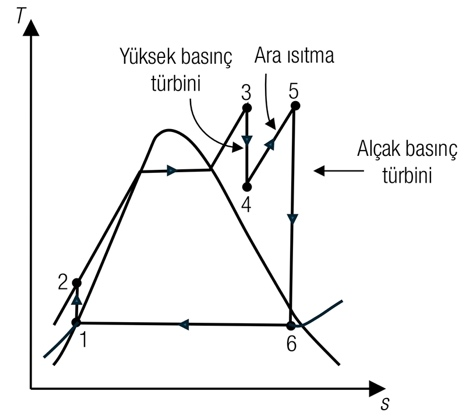 T
Yüksek basınç
türbini
Ara ısıtma
3
5
Alçak basınç
türbini
4
2
1
6
s